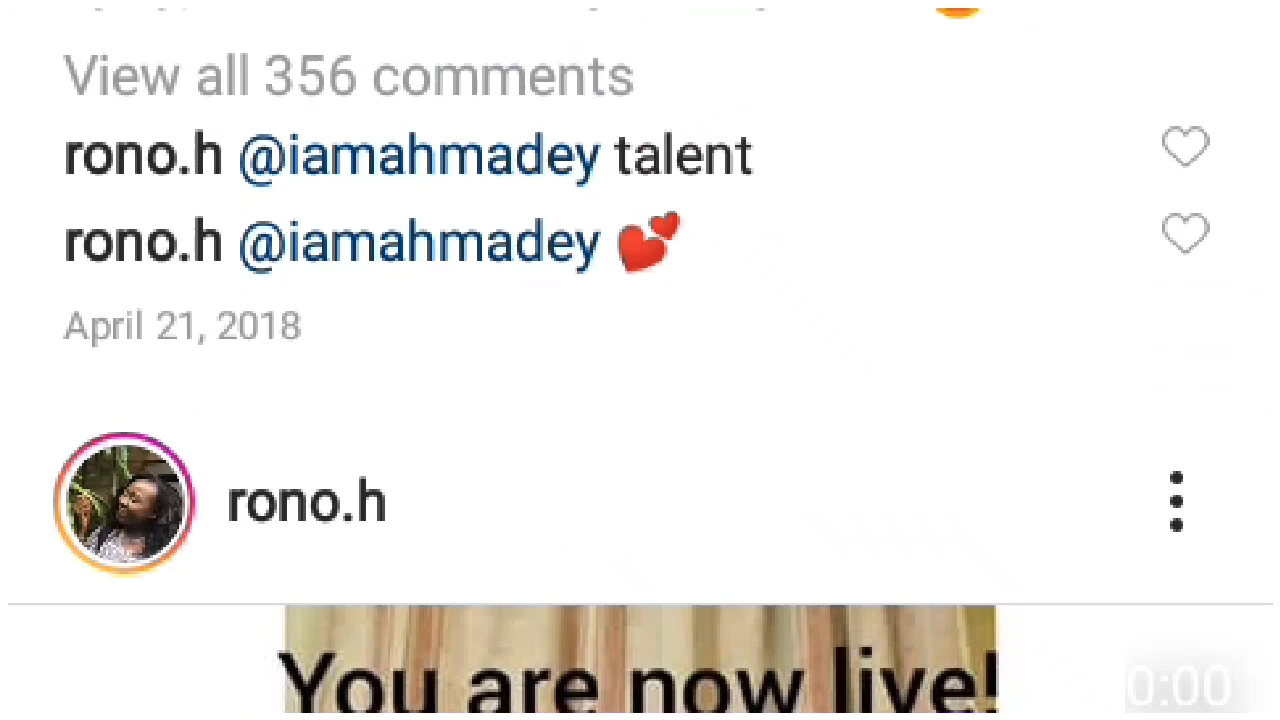 View all 356 comments
rono.h @iamahmadey talent
rono.h @iamahmadey 💕
April 21, 2018
rono.h
You are now live!
0:00